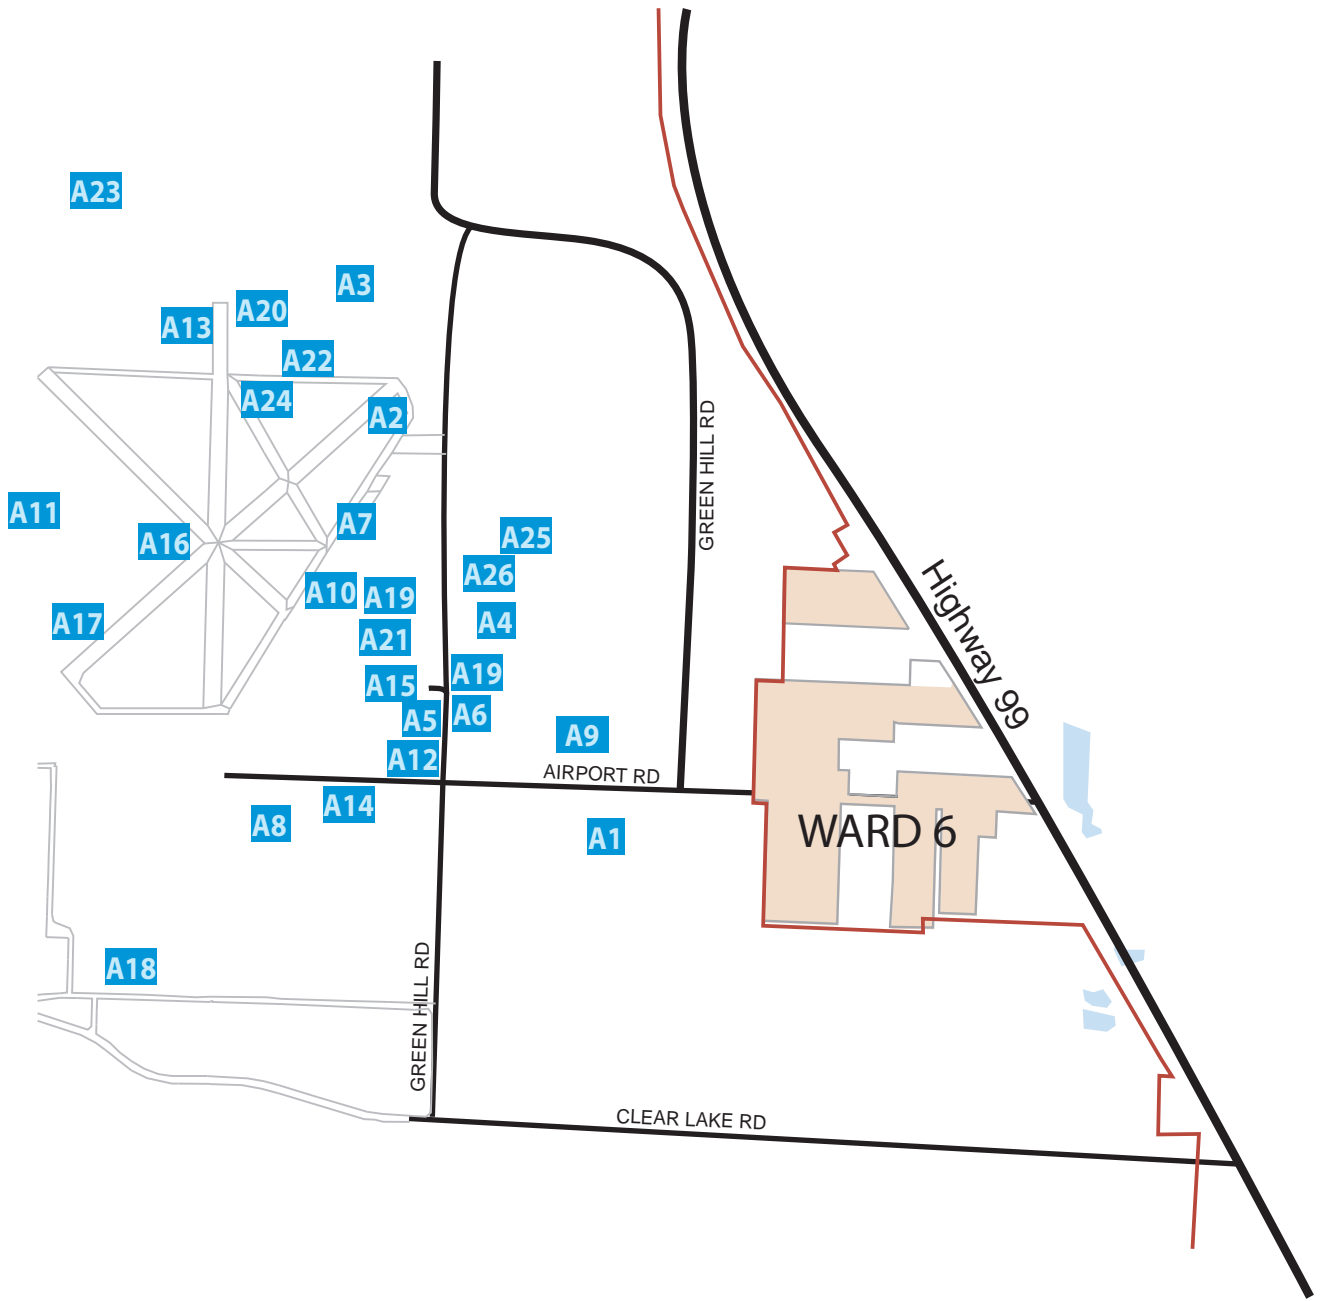 A23
A3
A20
A13
A22
A24
A2
GREEN HILL RD
A11
A7
A25
A16
A26
A10
A19
A4
A17
A21
Highway 99
A19
A15
A6
A5
A9
A12
AIRPORT RD
A14
A8
A1
WARD 6
A18
GREEN HILL RD
CLEAR LAKE RD